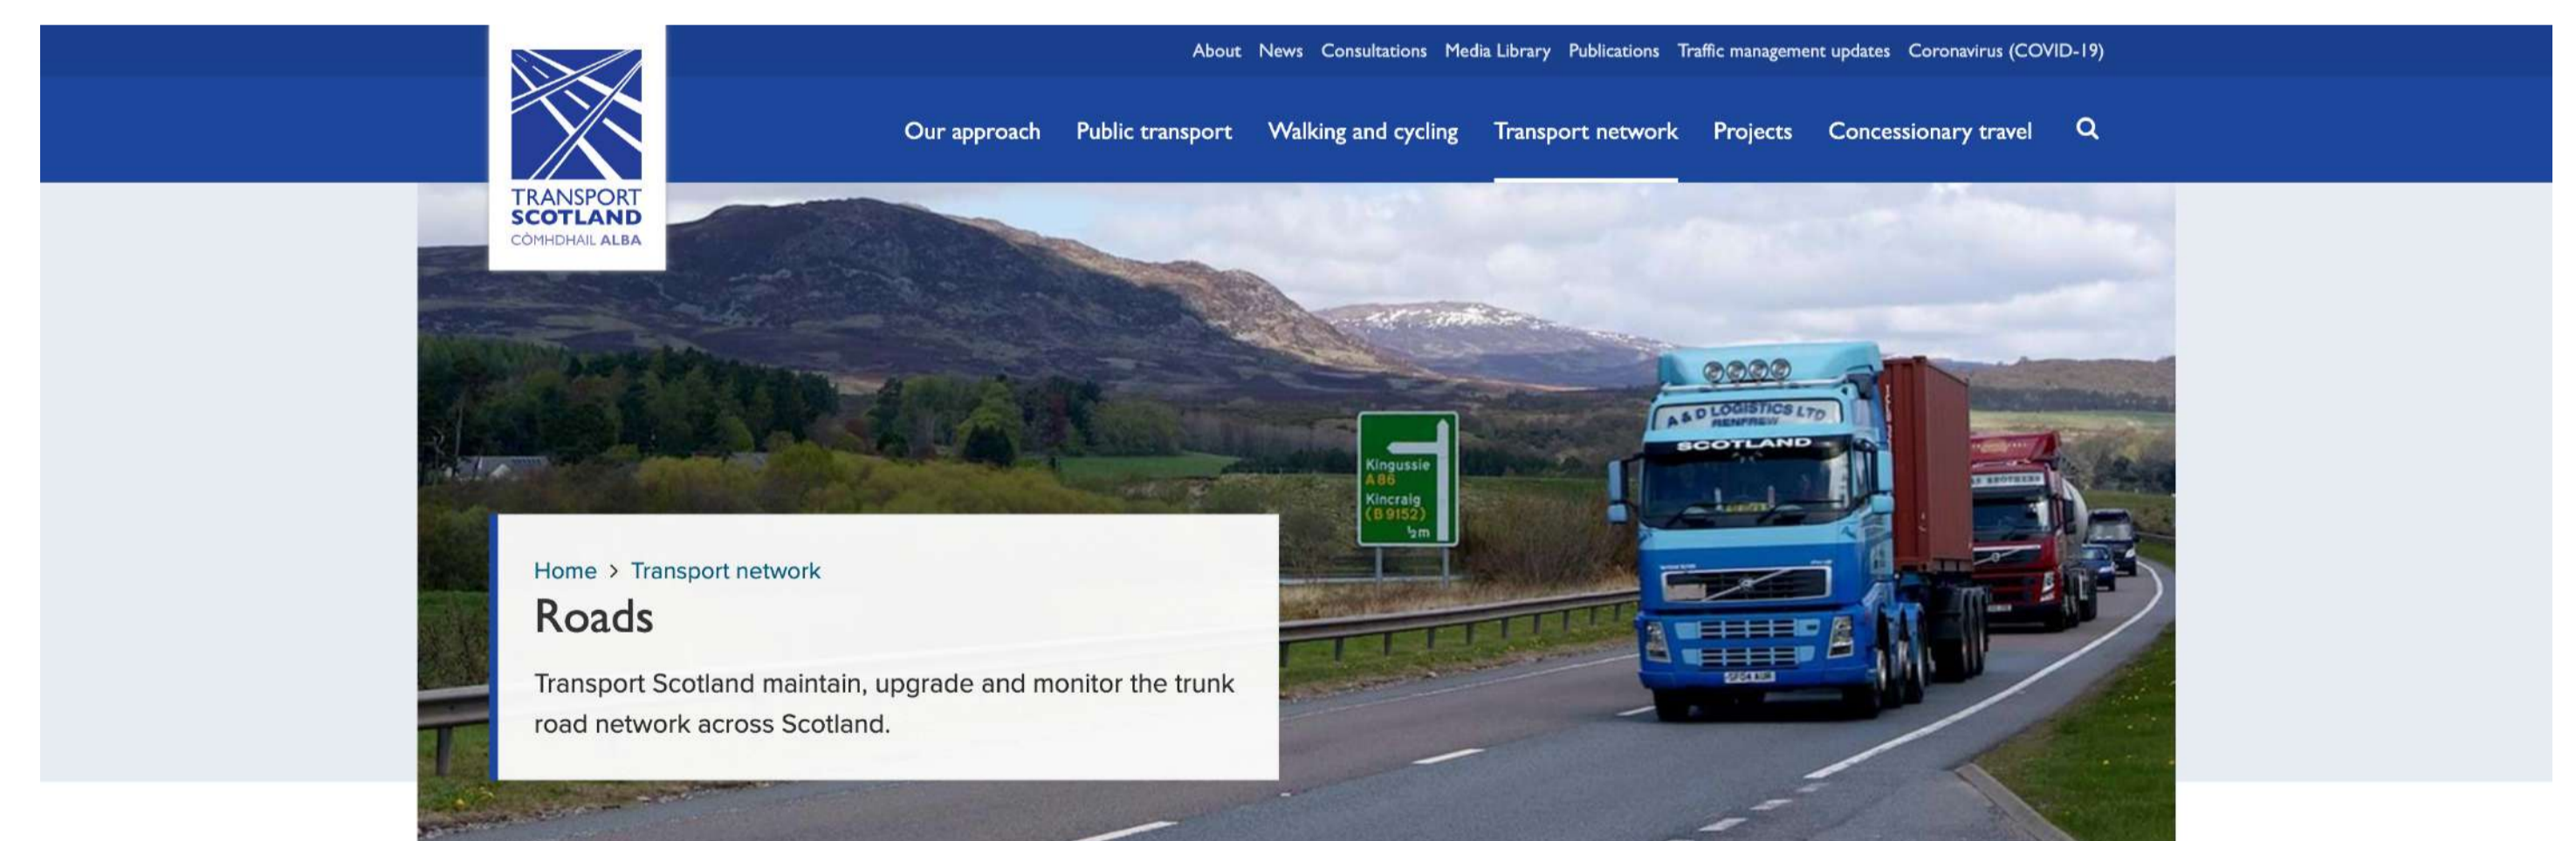 About News Consultations Media Library Publications Traffic management updates Coronavirus (COVID-19)
Our approach Public transport Walking and cycling Transport network Projects Concessionary travel
TRANSPORT
SCOTLAND
CÒMHDHAIL ALBA
A & D LOGISTICS LTD
RENFREW
SCOTLAND
Kingussie
A86
Kincraig
(B9152)
½m
BROTHERS
Home > Transport network
Roads
Transport Scotland maintain, upgrade and monitor the trunk
road network across Scotland.